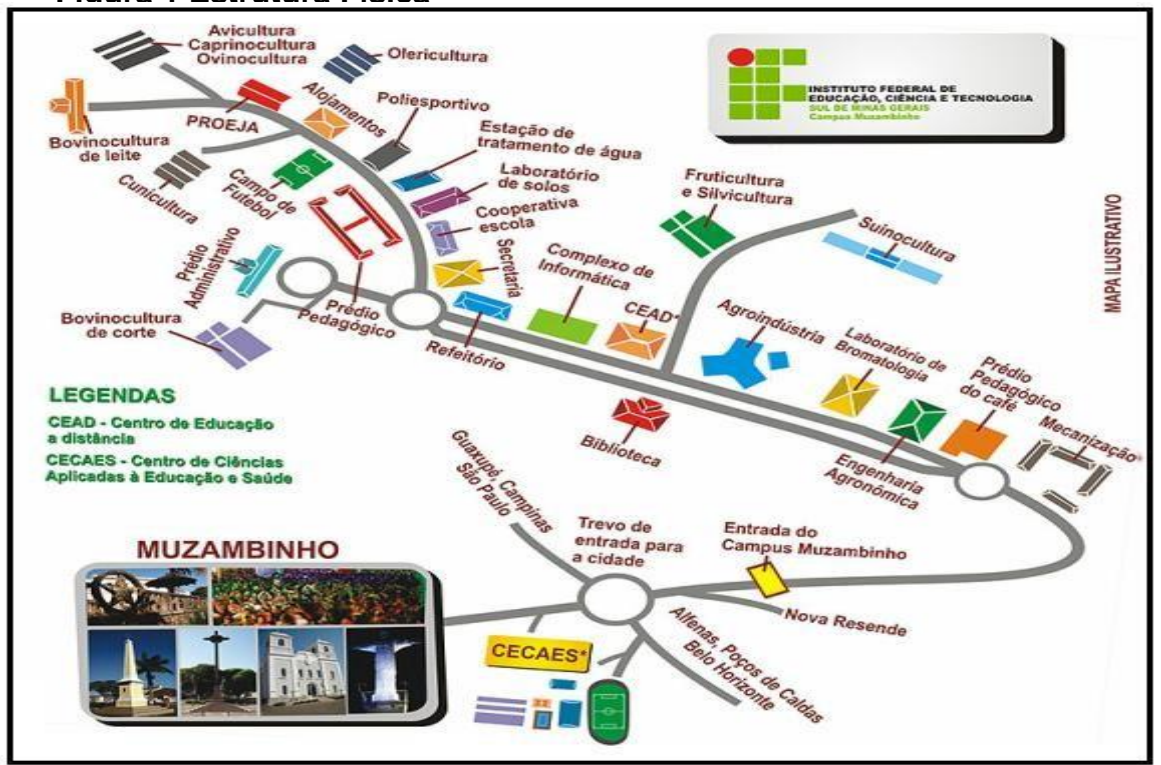 Figura 1 Estrutura Física
Avicultura
Caprinocultura
Ovinocultura
Olericultura
INSTITUTO FEDERAL DE
EDUCAÇÃO, CIÊNCIA E TECNOLOGIA
SUL DE MINAS GERAIS
Campus Muzambinho
Alojamentos
Poliesportivo
PROEJA
Estação de
tratamento de água
Bovinocultura
de leite
Cunicultura
Campo de
Futebol
Laboratório
de solos
Cooperativa
escola
Fruticultura
e Silvicultura
Suinocultura
MAPA ILUSTRATIVO
Prédio
Administrativo
Secretaria
Complexo de
Informática
CEAD*
Agroindústria
Prédio
Pedagógico
Bovinocultura
de corte
Refeitório
Laboratório de
Bromatologia
Prédio
Pedagógico
do café
Mecanização
LEGENDAS
CEAD - Centro de Educação
a distância
CECAES - Centro de Ciências
Aplicadas à Educação e Saúde
Biblioteca
Engenharia
Agronômica
Guaxupé, Campinas
São Paulo
Trevo de
entrada para
a cidade
Entrada do
Campus Muzambinho
MUZAMBINHO
Nova Resende
Alfenas, Poços de Caldas
Belo Horizonte
CECAES*